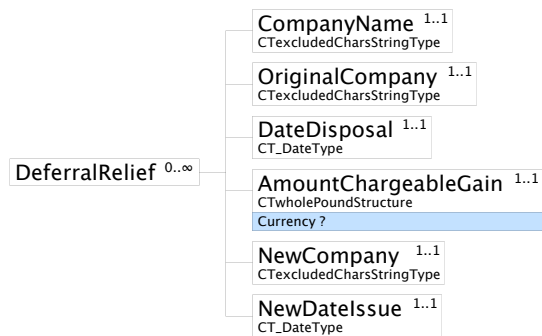 CompanyName 1..1
CTexcludedCharsStringType
OriginalCompany 1..1
CTexcludedCharsStringType
DateDisposal 1..1
CT_DateType
DeferralRelief 0..∞
AmountChargeableGain 1..1
CTwholePoundStructure
Currency ?
NewCompany 1..1
CTexcludedCharsStringType
NewDateIssue 1..1
CT_DateType